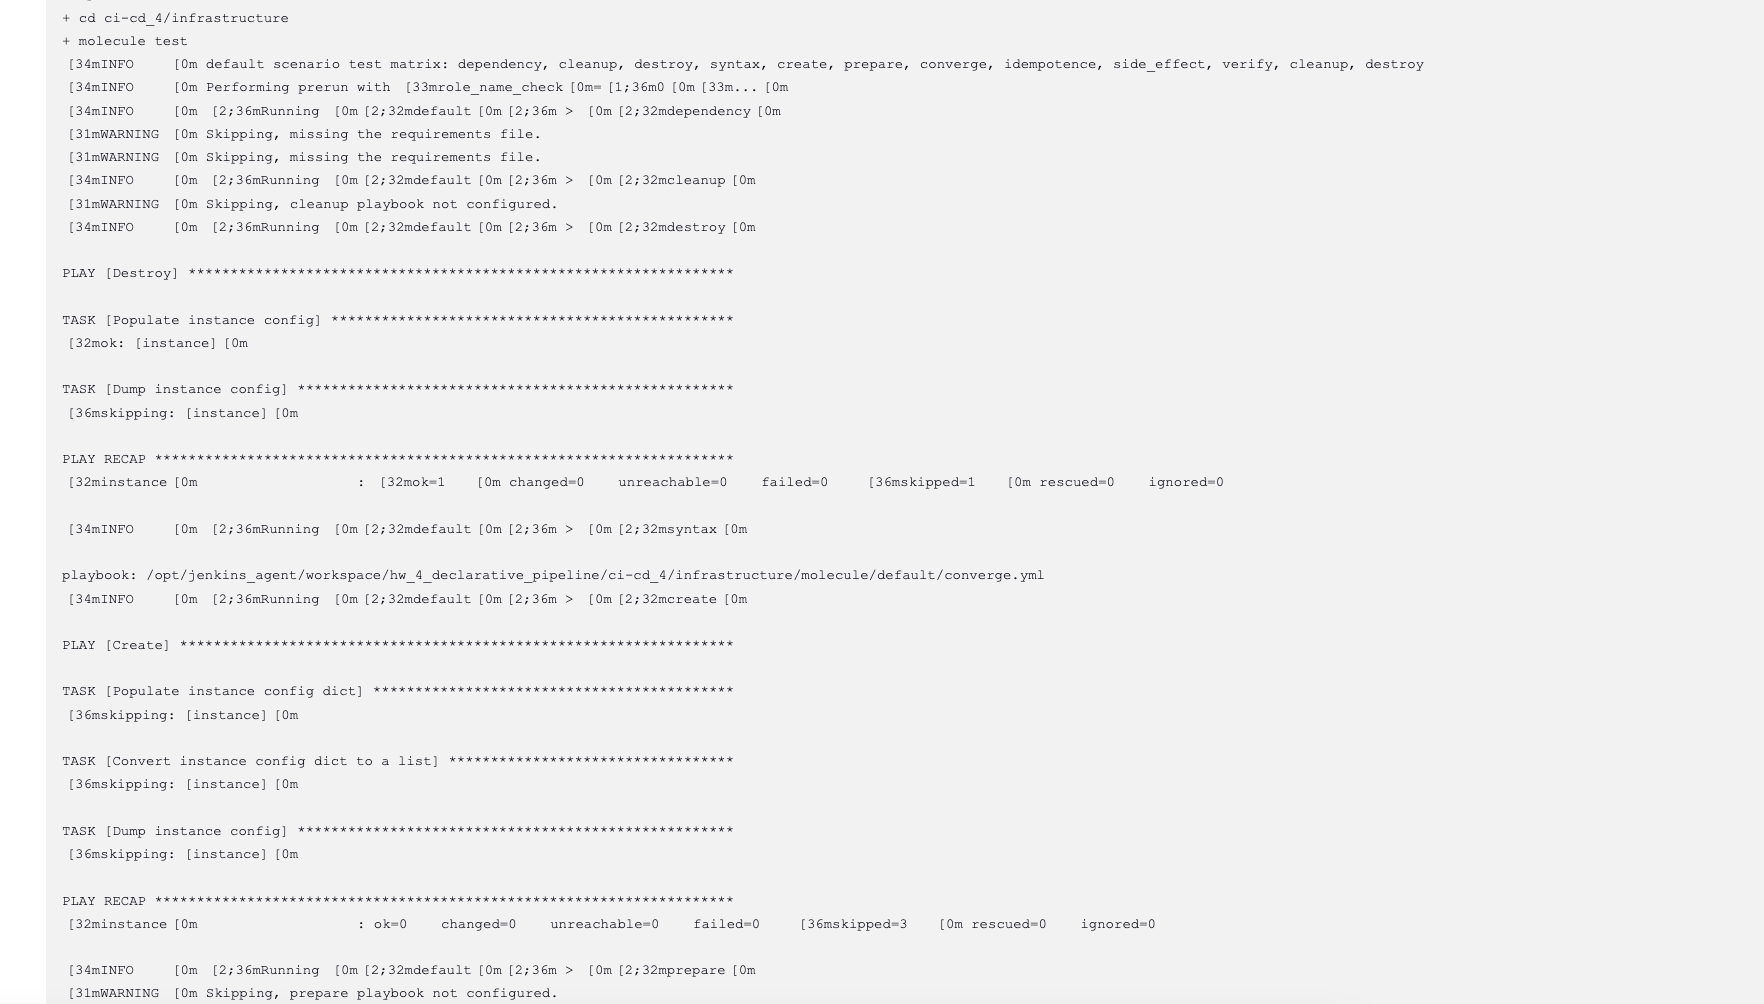 + cd ci-cd_4/infrastructure
+ molecule test
[34mINFO [0m default scenario test matrix: dependency, cleanup, destroy, syntax, create, prepare, converge, idempotence, side_effect, verify, cleanup, destroy
[34mINFO [0m Performing prerun with [33mrole_name_check [0m= [1;36m0 [0m [33m... [0m
[34mINFO [0m [2;36mRunning [0m [2;32mdefault [0m [2;36m > [0m [2;32mdependency [0m
[31mWARNING [0m Skipping, missing the requirements file.
[31mWARNING [0m Skipping, missing the requirements file.
[34mINFO [0m [2;36mRunning [0m [2;32mdefault [0m [2;36m > [0m [2;32mcleanup [0m
[31mWARNING [0m Skipping, cleanup playbook not configured.
[34mINFO [0m [2;36mRunning [0m [2;32mdefault [0m [2;36m > [0m [2;32mdestroy [0m
PLAY [Destroy] *****************************************************************
TASK [Populate instance config] ************************************************
[32mok: [instance] [0m
TASK [Dump instance config] ****************************************************
[36mskipping: [instance] [0m
PLAY RECAP *********************************************************************
[32minstance [0m : [32mok=1 [0m changed=0 unreachable=0 failed=0 [36mskipped=1 [0m rescued=0 ignored=0
[34mINFO [0m [2;36mRunning [0m [2;32mdefault [0m [2;36m > [0m [2;32msyntax [0m
playbook: /opt/jenkins_agent/workspace/hw_4_declarative_pipeline/ci-cd_4/infrastructure/molecule/default/converge.yml
[34mINFO [0m [2;36mRunning [0m [2;32mdefault [0m [2;36m > [0m [2;32mcreate [0m
PLAY [Create] ******************************************************************
TASK [Populate instance config dict] *******************************************
[36mskipping: [instance] [0m
TASK [Convert instance config dict to a list] **********************************
[36mskipping: [instance] [0m
TASK [Dump instance config] ****************************************************
[36mskipping: [instance] [0m
PLAY RECAP *********************************************************************
[32minstance [0m : ok=0 changed=0 unreachable=0 failed=0 [36mskipped=3 [0m rescued=0 ignored=0
[34mINFO [0m [2;36mRunning [0m [2;32mdefault [0m [2;36m > [0m [2;32mprepare [0m
[31mWARNING [0m Skipping, prepare playbook not configured.